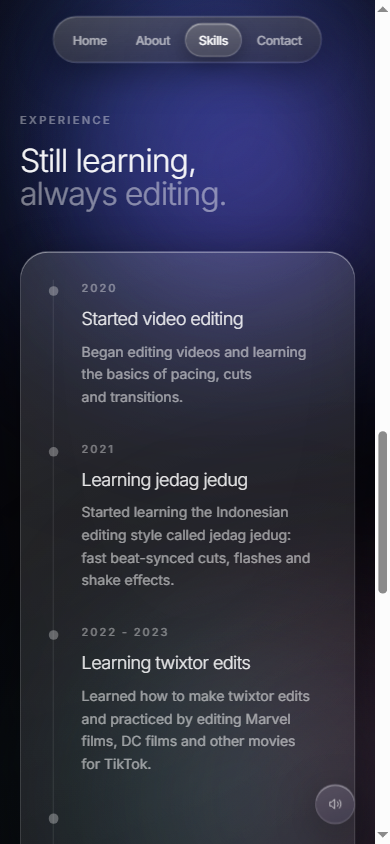 Home About Skills Contact
EXPERIENCE
Still learning,
always editing.
2020
Started video editing
Began editing videos and learning
the basics of pacing, cuts
and transitions.
2021
Learning jedag jedug
Started learning the Indonesian
editing style called jedag jedug:
fast beat-synced cuts, flashes and
shake effects.
2022 - 2023
Learning twixtor edits
Learned how to make twixtor edits
and practiced by editing Marvel
films, DC films and other movies
for TikTok.